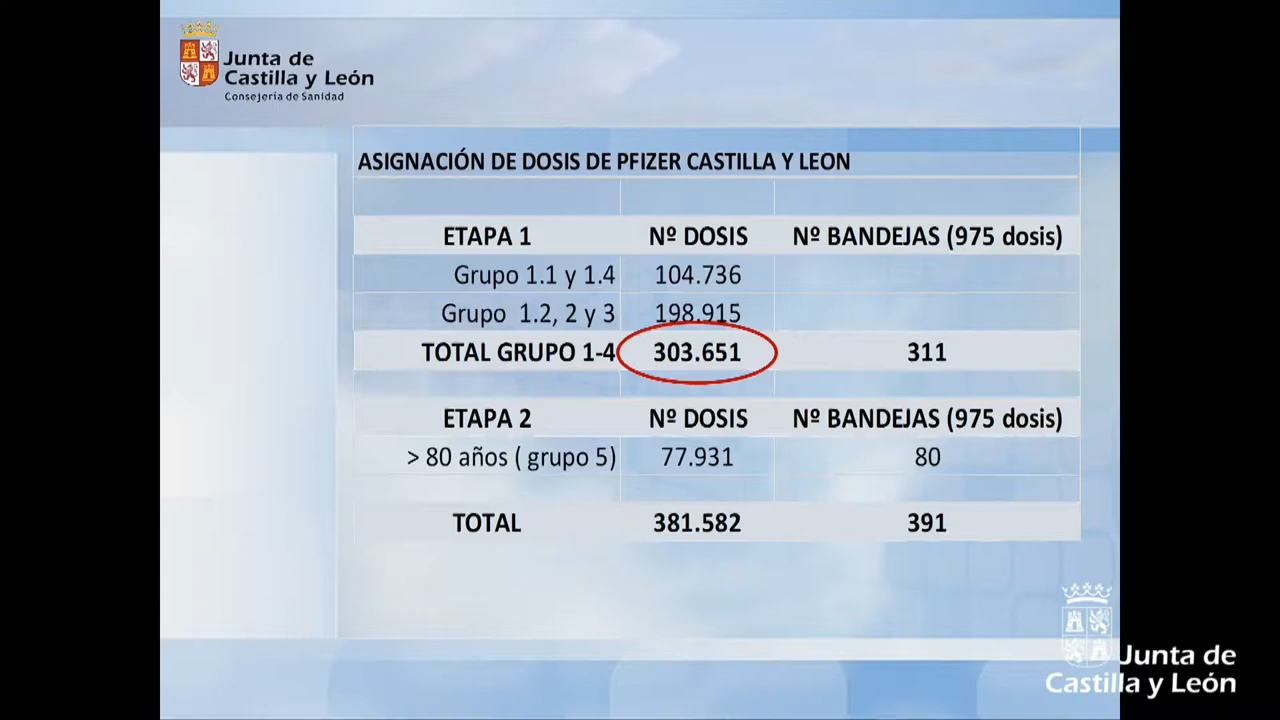 Junta de
Castilla y León
Consejería de Sanidad
ASIGNACIÓN DE DOSIS DE PFIZER CASTILLA Y LEON
ETAPA 1 Nº DOSIS Nº BANDEJAS (975 dosis)
Grupo 1.1 y 1.4 104.736
Grupo 1.2, 2 y 3 198.915
TOTAL GRUPO 1-4 303.651 311
ETAPA 2 Nº DOSIS Nº BANDEJAS (975 dosis)
> 80 años ( grupo 5) 77.931 80
TOTAL 381.582 391
Junta de
Castilla y León